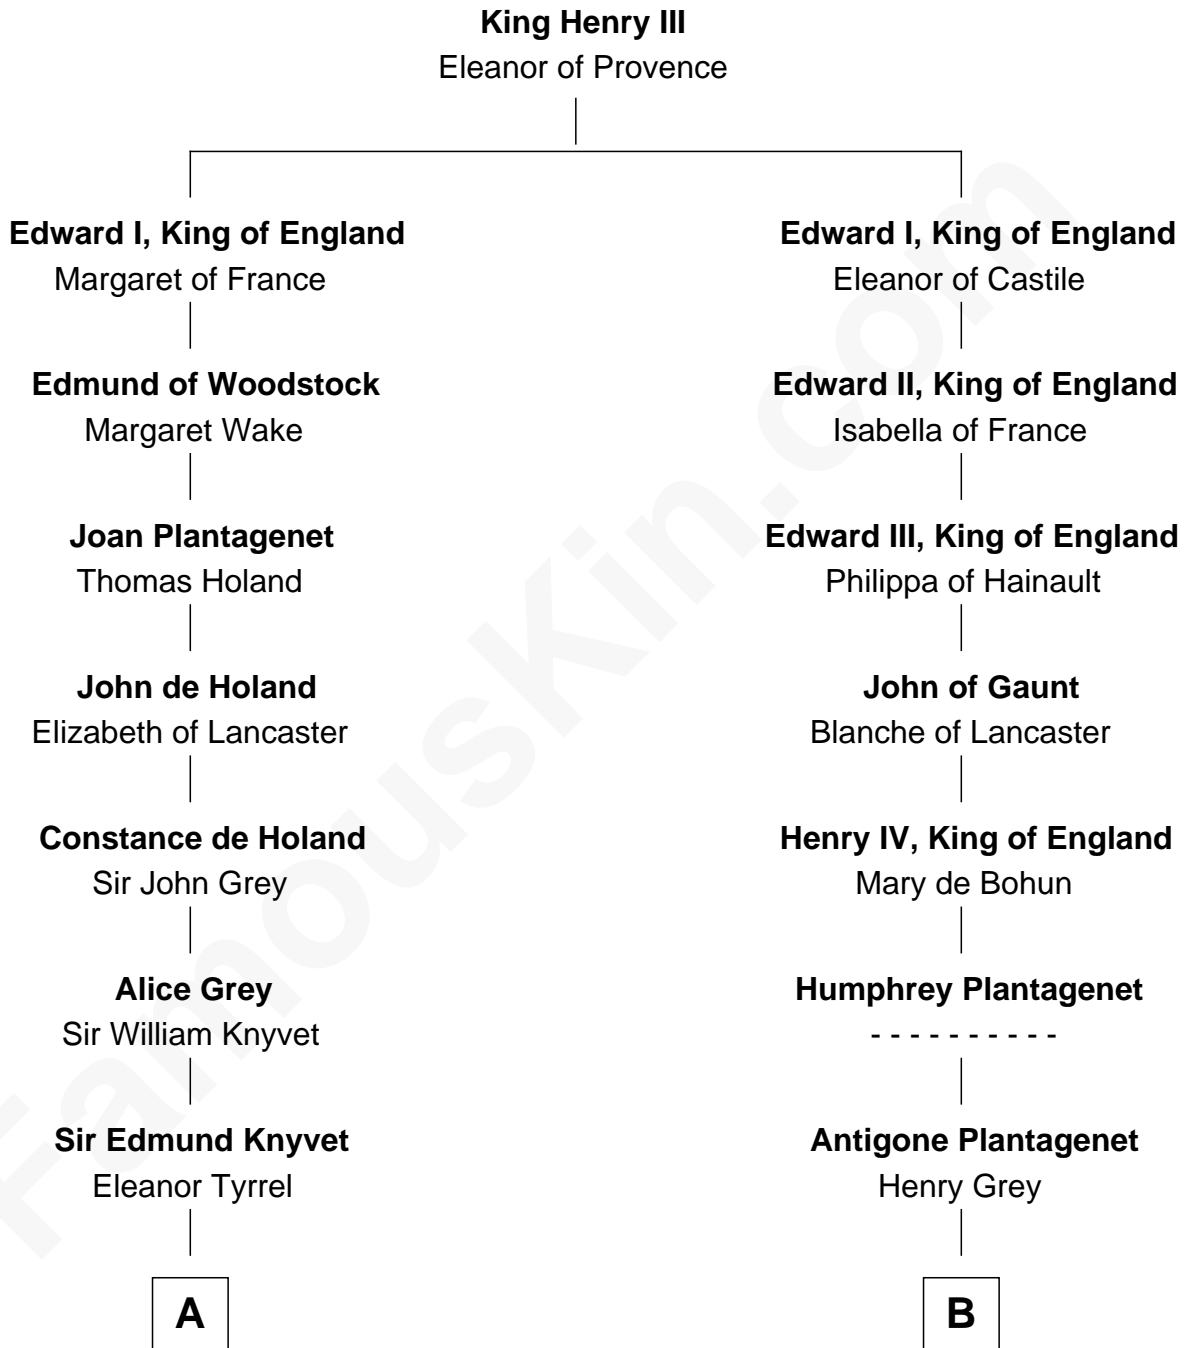 King Henry III
Eleanor of Provence
Edward I, King of England
Margaret of France
Edmund of Woodstock
Margaret Wake
Joan Plantagenet
Thomas Holand
John de Holand
Elizabeth of Lancaster
Constance de Holand
Sir John Grey
Alice Grey
Sir William Knyvet
Sir Edmund Knyvet
Eleanor Tyrrel
A
Edward I, King of England
Eleanor of Castile
Edward II, King of England
Isabella of France
Edward III, King of England
Philippa of Hainault
John of Gaunt
Blanche of Lancaster
Henry IV, King of England
Mary de Bohun
Humphrey Plantagenet
- - - - - - - - - -
Antigone Plantagenet
Henry Grey
B
FamousKin.com